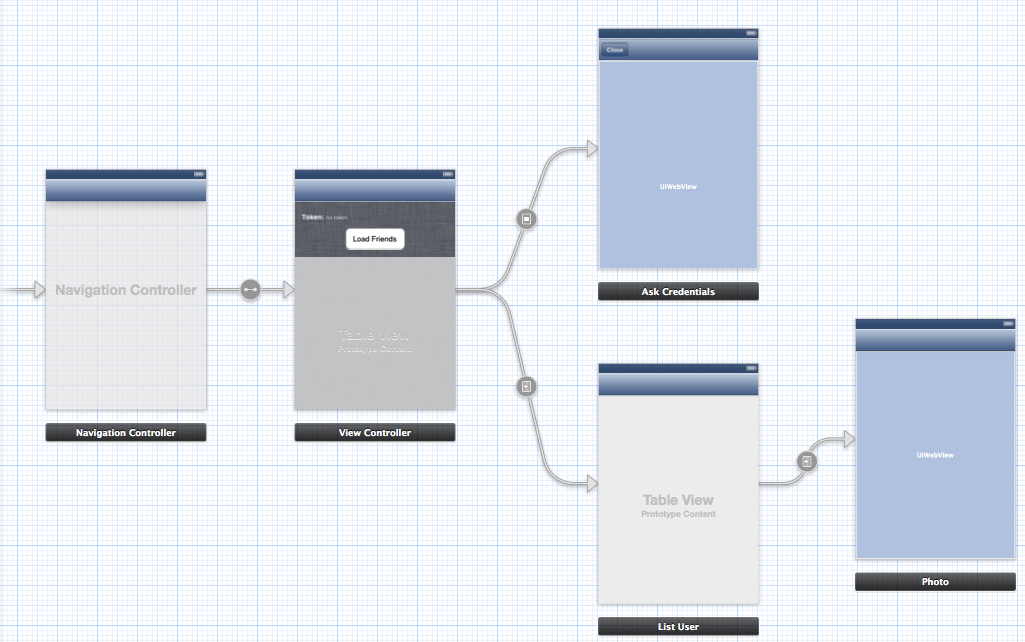 Navigation Controller
Navigation Controller
Token: no token
Load Friends
Table View
Prototype Content
View Controller
Close
UIWebView
Ask Credentials
Table View
Prototype Content
List User
UIWebView
Photo